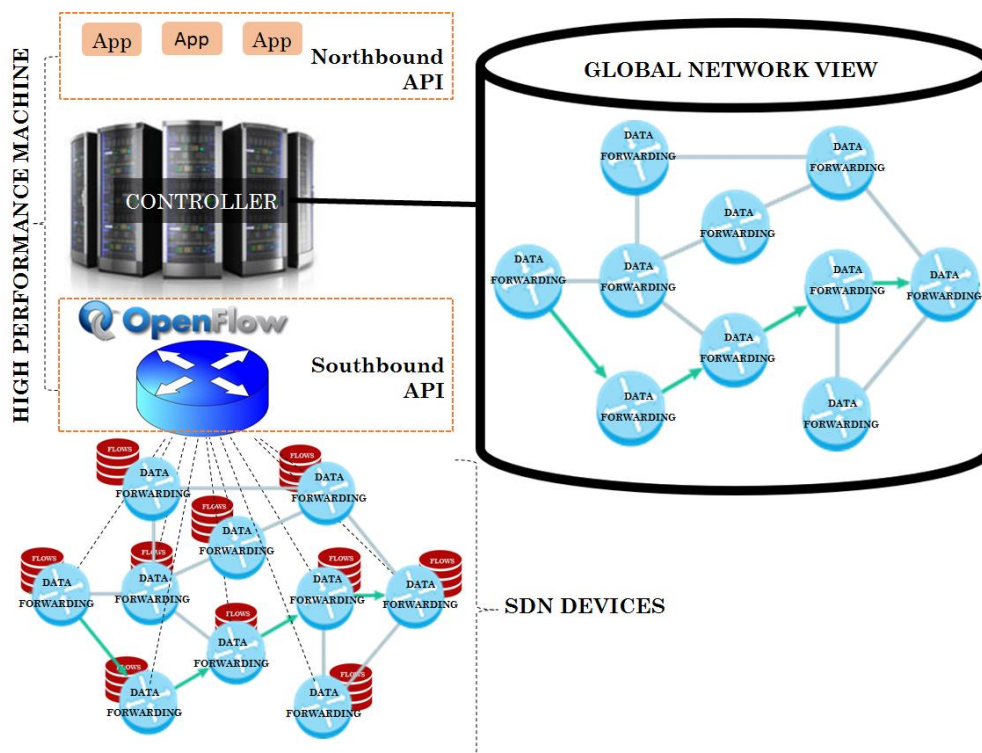 HIGH PERFORMANCE MACHINE
App
App
App
Northbound
API
CONTROLLER
OpenFlow
Southbound
API
GLOBAL NETWORK VIEW
DATA
FORWARDING
DATA
FORWARDING
DATA
FORWARDING
DATA
FORWARDING
DATA
FORWARDING
DATA
FORWARDING
DATA
FORWARDING
DATA
FORWARDING
DATA
FORWARDING
DATA
FORWARDING
FLOWS
DATA
FORWARDING
FLOWS
DATA
FORWARDING
FLOWS
DATA
FORWARDING
FLOWS
DATA
FORWARDING
FLOWS
DATA
FORWARDING
FLOWS
DATA
FORWARDING
FLOWS
DATA
FORWARDING
FLOWS
DATA
FORWARDING
FLOWS
DATA
FORWARDING
FLOWS
DATA
FORWARDING
SDN DEVICES